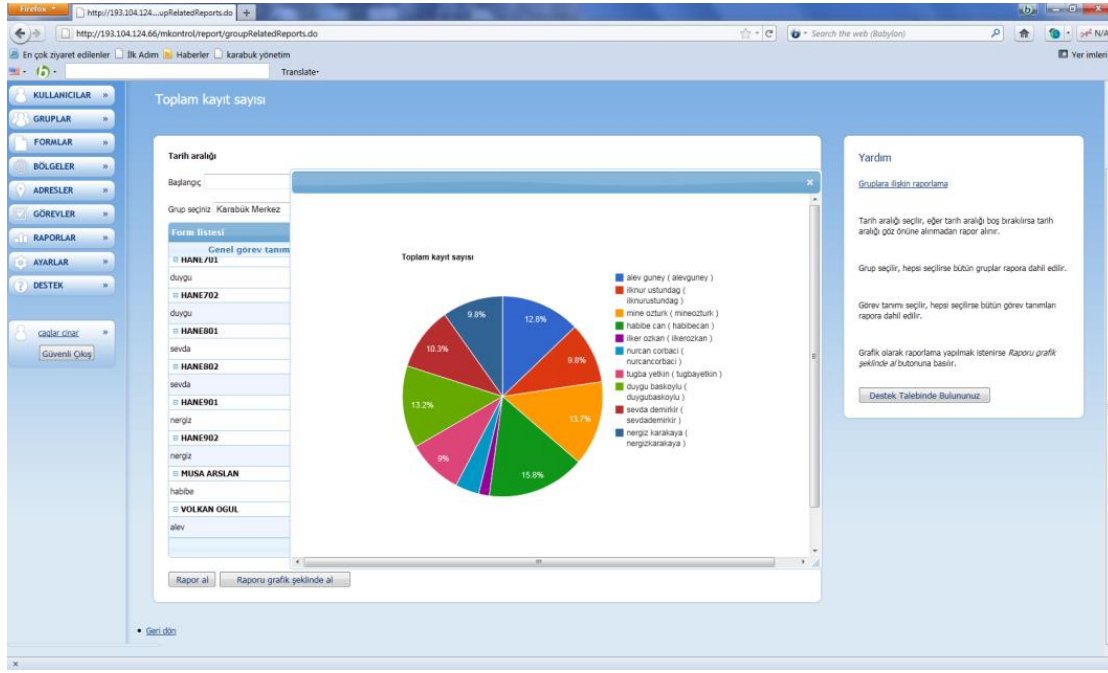 Firefox
http://193.104.124....upRelatedReports.do
http://193.104.124.66/mkontrol/report/groupRelatedReports.do
Search the web (Babylon)
N/A
En çok ziyaret edilenler
İlk Adım
Haberler
karabuk yönetim
Yer imleri
Translate
KULLANICILAR »
GRUPLAR »
FORMLAR »
BÖLGELER »
ADRESLER »
GÖREVLER »
RAPORLAR »
AYARLAR »
DESTEK »
caglar cinar »
Güvenli Çıkış
Toplam kayıt sayısı
Tarih aralığı
Başlangıç
Grup seçiniz Karabük Merkez
Form listesi
Genel görev tanım
HANE701
duygu
HANE702
duygu
HANE801
sevda
HANE802
sevda
HANE901
nergiz
HANE902
nergiz
MUSA ARSLAN
habibe
VOLKAN OGUL
alev
Rapor al
Raporu grafik şeklinde al
Geri dön
Toplam kayıt sayısı
12.8%
9.8%
13.7%
15.8%
9%
13.2%
10.3%
9.8%
alev guney ( alevguney )
ilknur ustundag (
ilknurustundag )
mine ozturk ( mineozturk )
habibe can ( habibecan )
ilker ozkan ( ilkerozkan )
nurcan corbaci (
nurcancorbaci )
tugba yetkin ( tugbayetkin )
duygu baskoylu (
duygubaskoylu )
sevda demirkir (
sevdademirkir )
nergiz karakaya (
nergizkarakaya )
Yardım
Gruplara ilişkin raporlama
Tarih aralığı seçilir, eğer tarih aralığı boş bırakılırsa tarih
aralığı göz önüne alınmadan rapor alınır.
Grup seçilir, hepsi seçilirse bütün gruplar rapora dahil edilir.
Görev tanımı seçilir, hepsi seçilirse bütün görev tanımları
rapora dahil edilir.
Grafik olarak raporlama yapılmak istenirse Raporu grafik
şeklinde al butonuna basılır.
Destek Talebinde Bulununuz